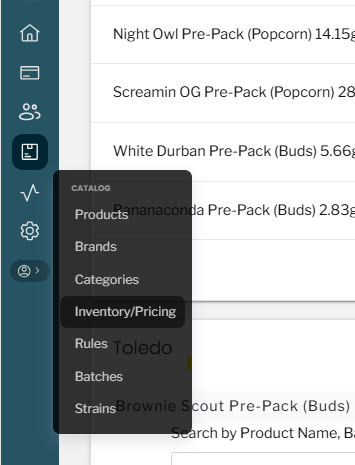 Night Owl Pre-Pack (Popcorn) 14.15g
Screamin OG Pre-Pack (Popcorn) 28
White Durban Pre-Pack (Buds) 5.66g
CATALOG
Bananaconda Pre-Pack (Buds) 2.83g
Products
Brands
Categories
Inventory/Pricing
Rules
Toledo
Batches
Strains
Brownie Scout Pre-Pack (Buds)
Search by Product Name, Ba